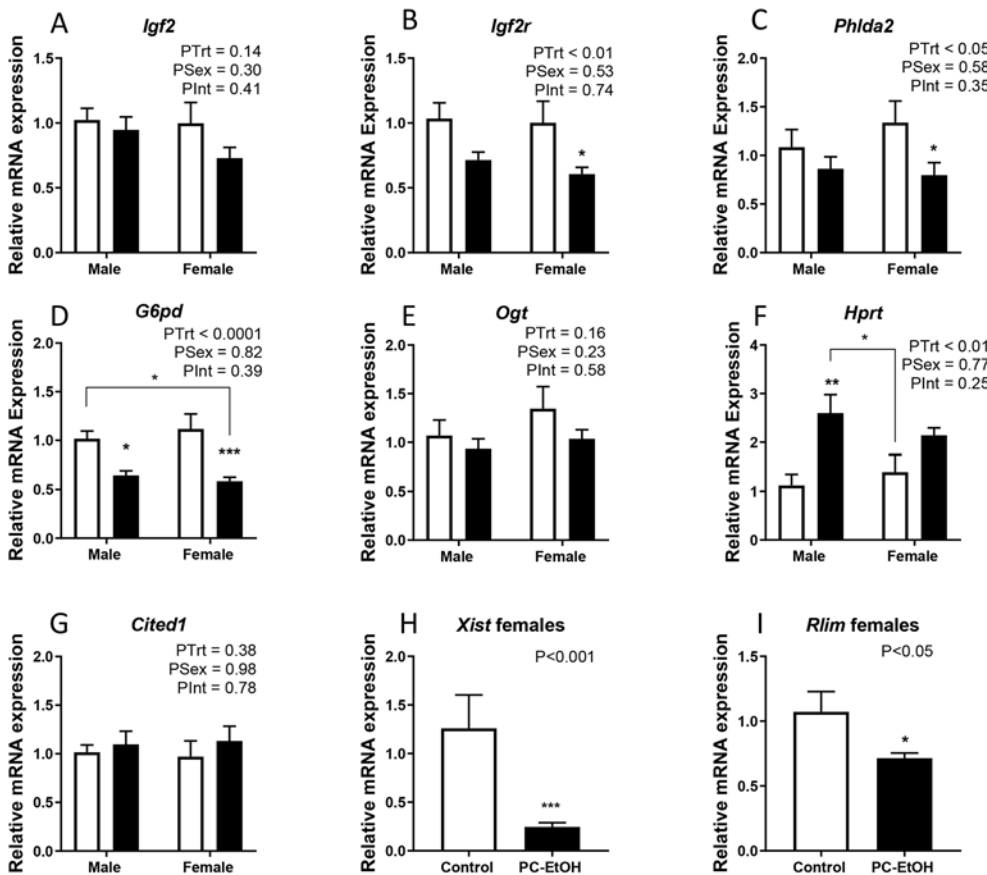 A
Igf2
PTrt = 0.14
PSex = 0.30
PInt = 0.41
Relative mRNA expression
1.5
1.0
0.5
0.0
Male
Female
B
Igf2r
PTrt < 0.01
PSex = 0.53
PInt = 0.74
Relative mRNA expression
1.5
1.0
0.5
0.0
*
Male
Female
C
Phlda2
PTrt < 0.05
PSex = 0.58
PInt = 0.35
Relative mRNA Expression
2.0
1.5
1.0
0.5
0.0
*
Male
Female
D
G6pd
PTrt < 0.0001
PSex = 0.82
PInt = 0.39
Relative mRNA expression
2.0
1.5
1.0
0.5
0.0
*
*
***
Male
Female
E
Ogt
PTrt = 0.16
PSex = 0.23
PInt = 0.58
Relative mRNA expression
2.0
1.5
1.0
0.5
0.0
Male
Female
F
Hprt
PTrt < 0.01
PSex = 0.77
PInt = 0.25
Relative mRNA Expression
4
3
2
1
0
*
**
Male
Female
G
Cited1
PTrt = 0.38
PSex = 0.98
PInt = 0.78
Relative mRNA expression
2.0
1.5
1.0
0.5
0.0
Male
Female
H
Xist females
P<0.001
Relative mRNA expression
2.0
1.5
1.0
0.5
0.0
***
Control
PC-EtOH
I
Rlim females
P<0.05
Relative mRNA expression
1.5
1.0
0.5
0.0
*
Control
PC-EtOH